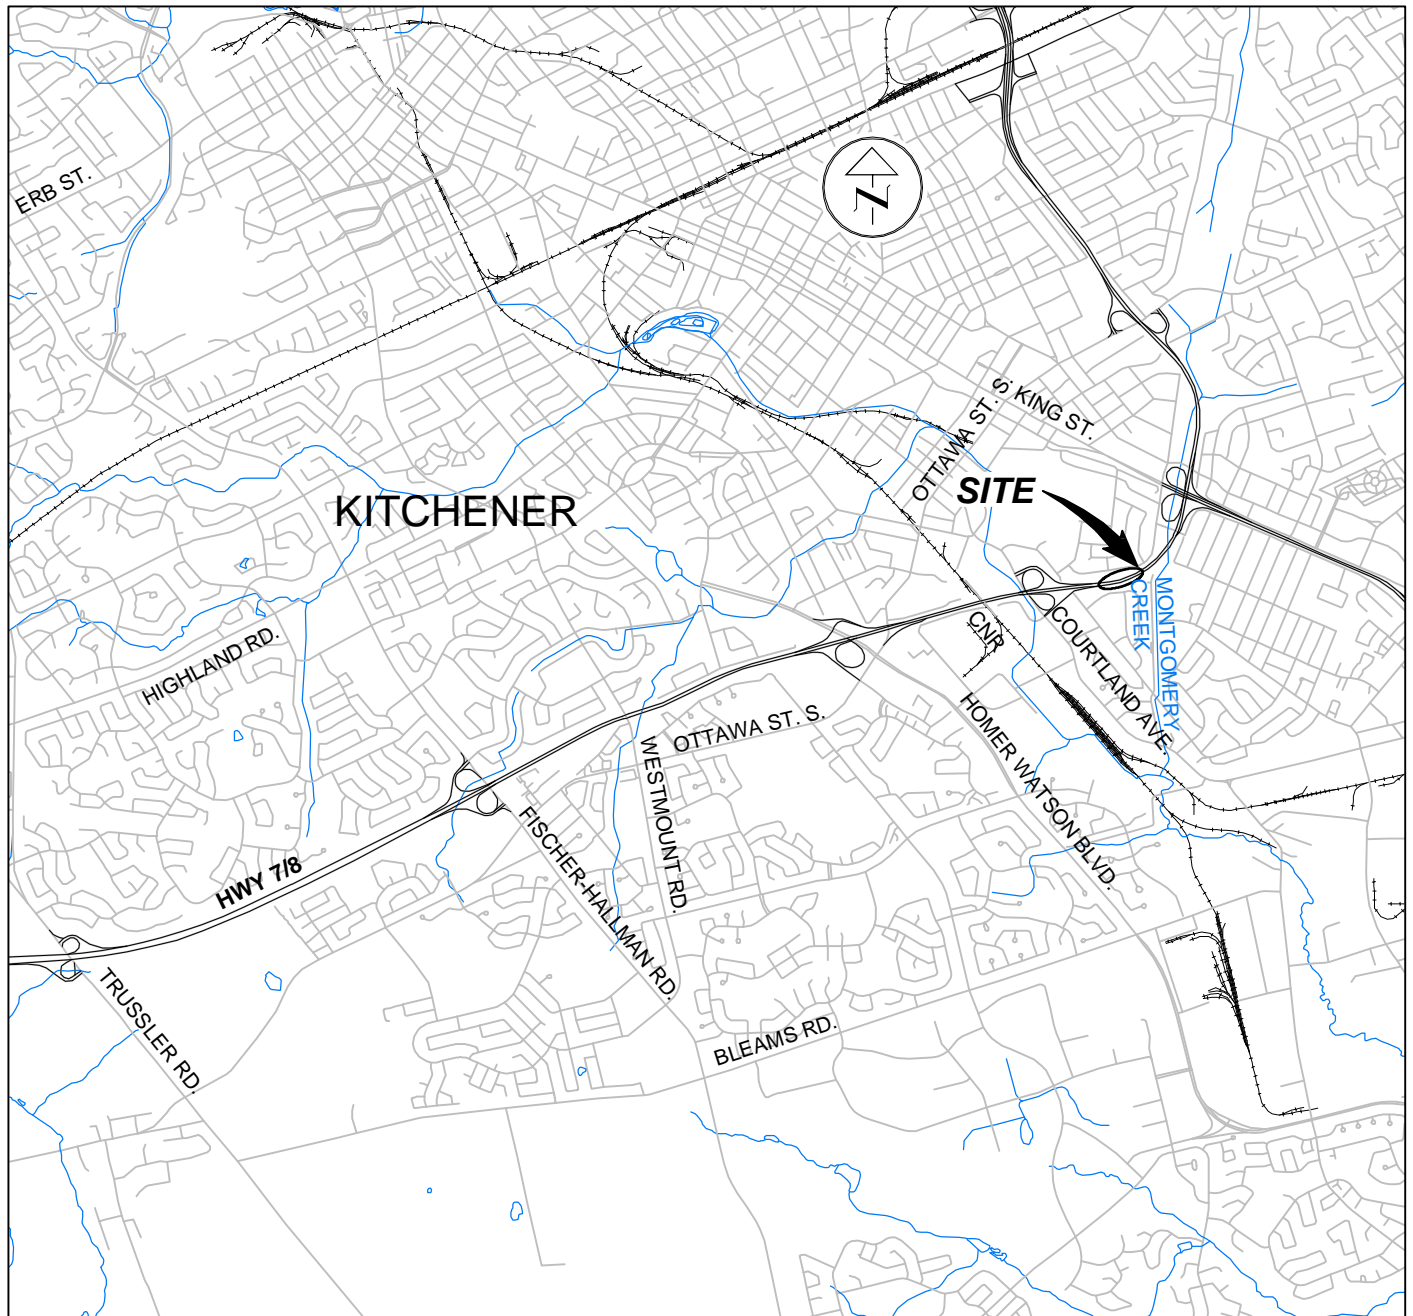 ERB ST.
N
OTTAWA ST. S.
KING ST.
SITE
KITCHENER
MONTGOMERY
CREEK
CNR
COURTLAND AVE.
HIGHLAND RD.
HOMER WATSON BLVD.
OTTAWA ST. S.
WESTMOUNT RD.
FISCHER-HALLMAN RD.
HWY 7/8
TRUSSLER RD.
BLEAMS RD.